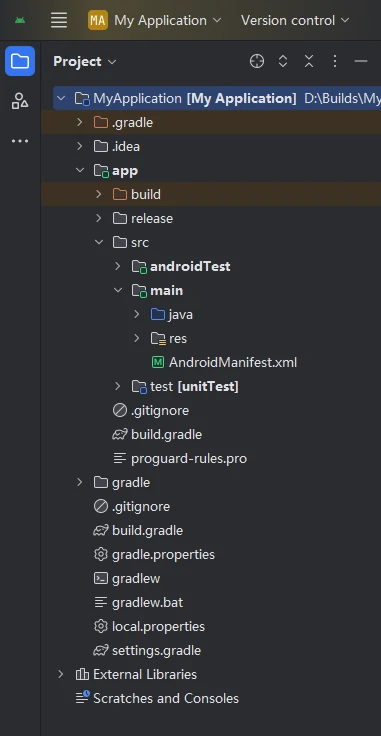 MA My Application Version control
Project
MyApplication [My Application] D:\Builds\My
.gradle
.idea
app
build
release
src
androidTest
main
java
res
M AndroidManifest.xml
test [unitTest]
.gitignore
build.gradle
proguard-rules.pro
gradle
.gitignore
build.gradle
gradle.properties
gradlew
gradlew.bat
local.properties
settings.gradle
External Libraries
Scratches and Consoles